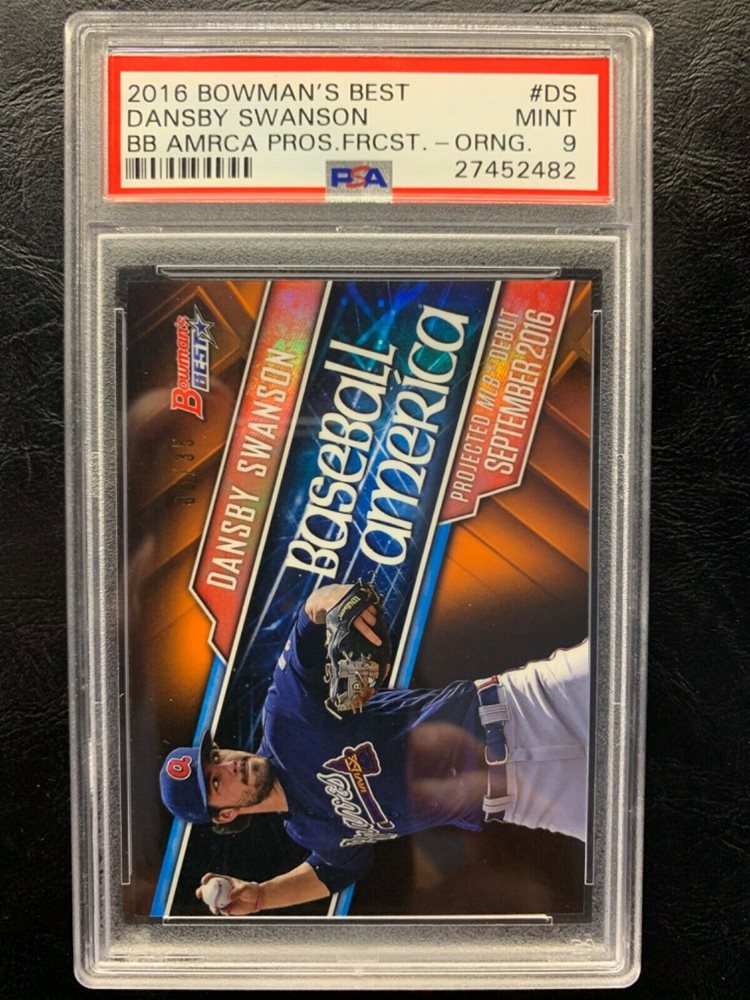 2016 BOWMAN'S BEST #DS
DANSBY SWANSON MINT
BB AMRCA PROS.FRCST. - ORNG. 9
PSA 27452482
Bowman's
BEST
DANSBY SWANSON
Baseball
america
PROJECTED MLB DEBUT
SEPTEMBER 2016
Braves
Wilson